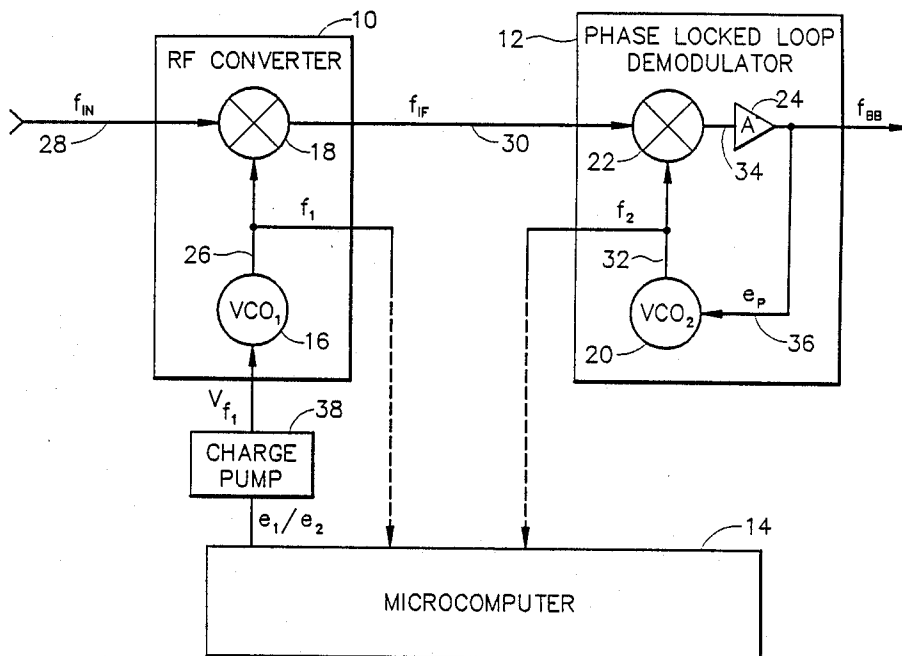 10
RF CONVERTER
12
PHASE LOCKED LOOP
DEMODULATOR
f_IN
28
18
f_IF
30
22
24
A
34
f_BB
f_1
26
VCO_1
16
f_2
32
VCO_2
20
e_P
36
V_f_1
38
CHARGE
PUMP
e_1/e_2
14
MICROCOMPUTER